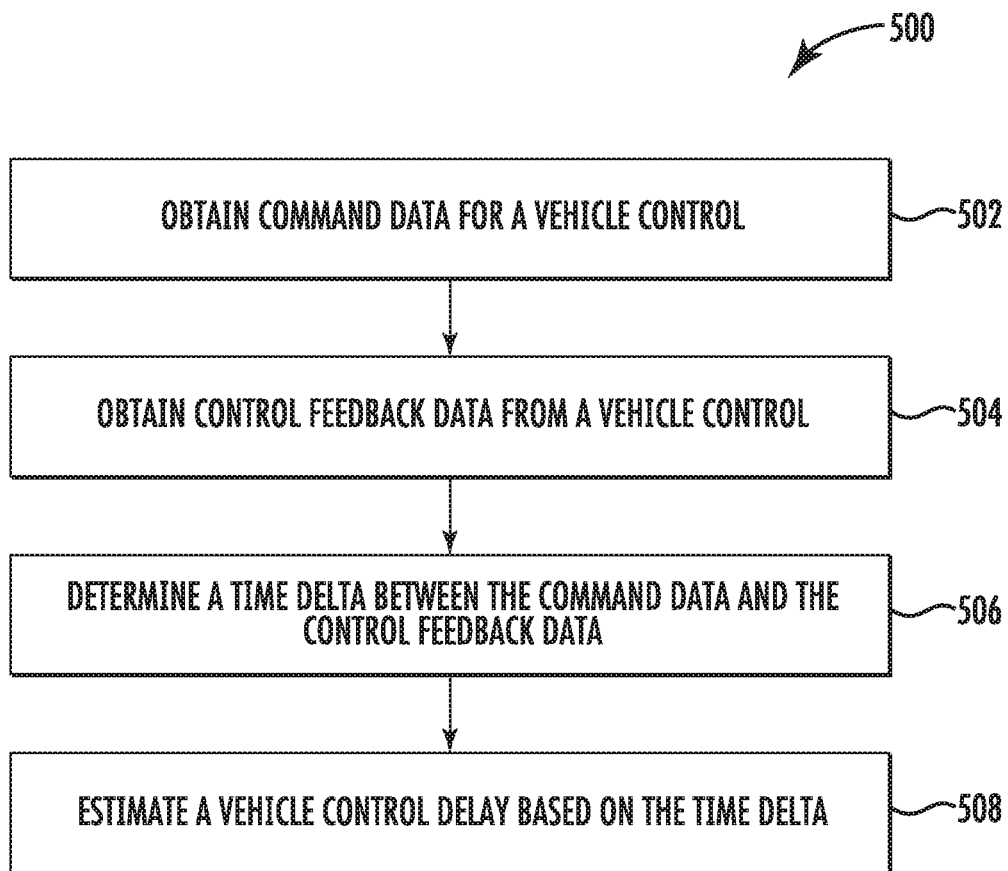 500
OBTAIN COMMAND DATA FOR A VEHICLE CONTROL
502
OBTAIN CONTROL FEEDBACK DATA FROM A VEHICLE CONTROL
504
DETERMINE A TIME DELTA BETWEEN THE COMMAND DATA AND THE
CONTROL FEEDBACK DATA
506
ESTIMATE A VEHICLE CONTROL DELAY BASED ON THE TIME DELTA
508